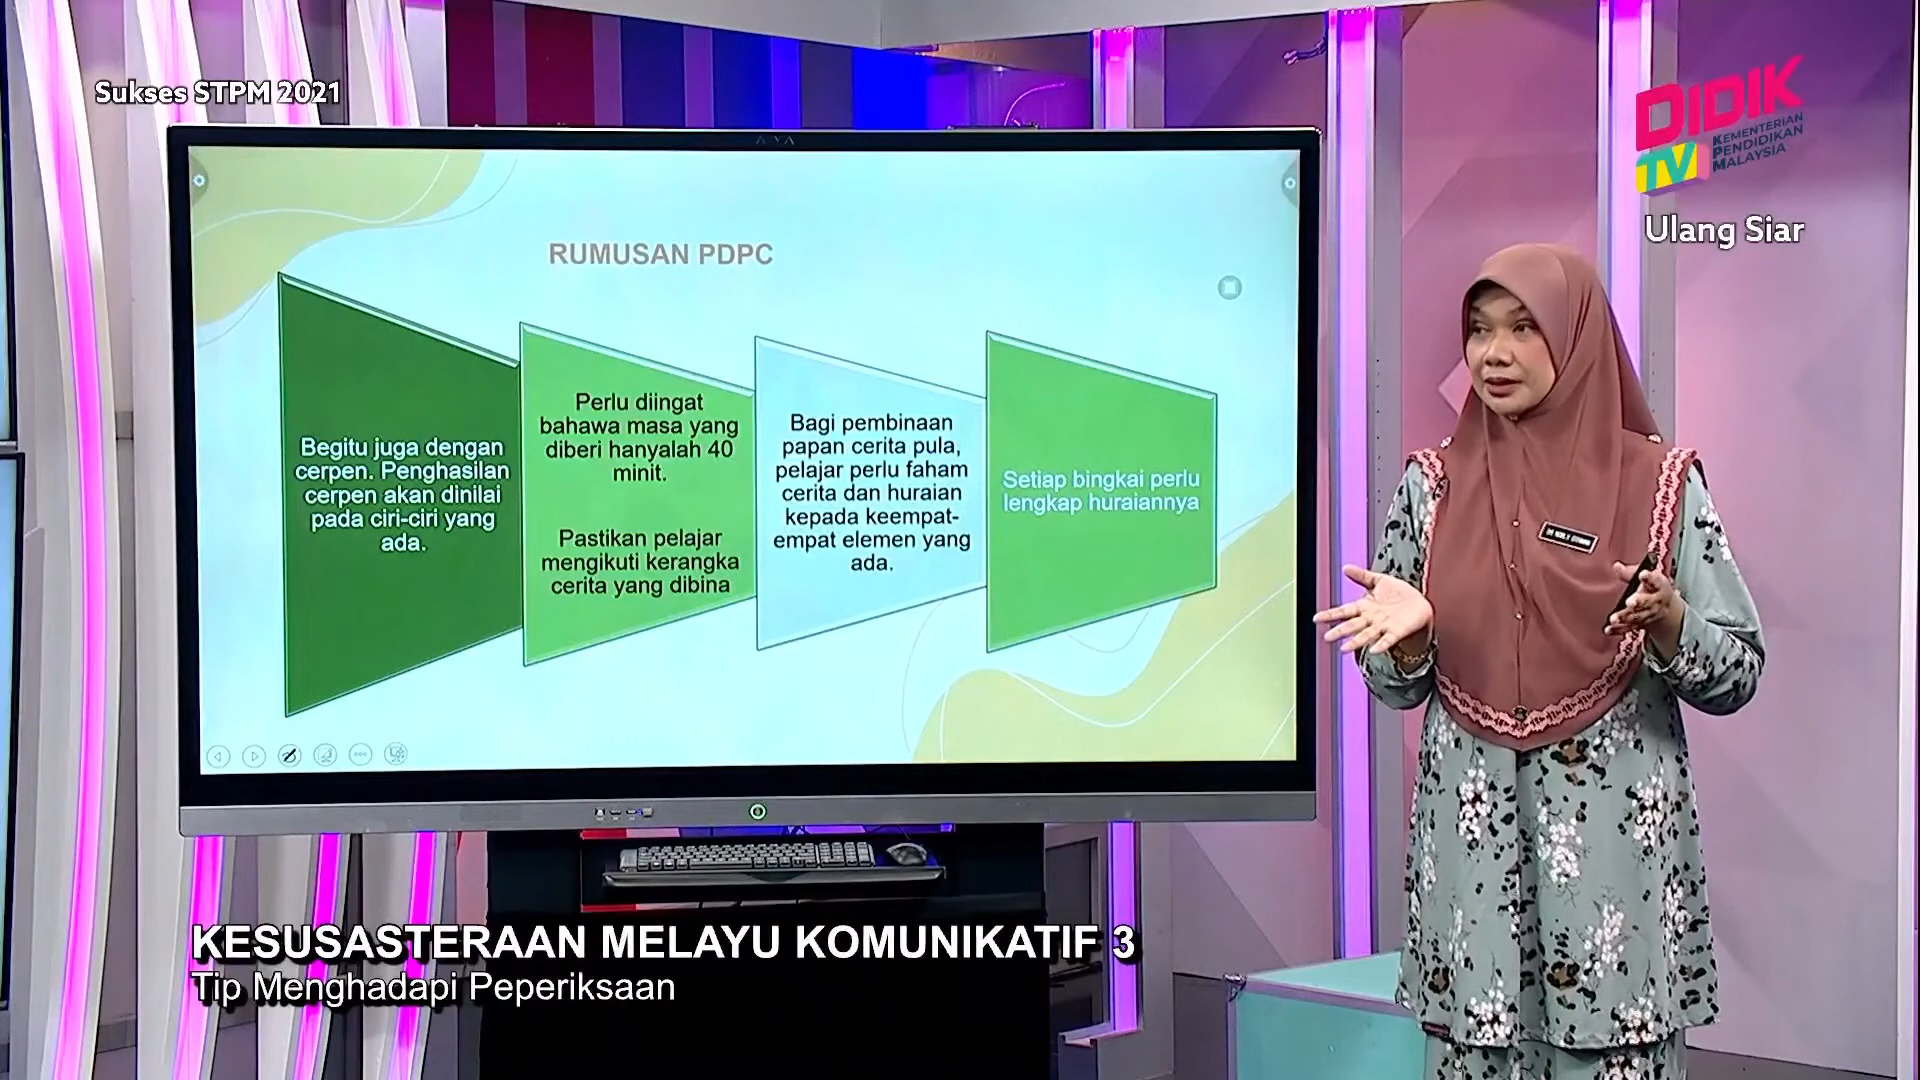 Sukses STPM 2021
DIDIK
TV
KEMENTERIAN
PENDIDIKAN
MALAYSIA
Ulang Siar
RUMUSAN PDPC
Begitu juga dengan
cerpen. Penghasilan
cerpen akan dinilai
pada ciri-ciri yang
ada.
Perlu diingat
bahawa masa yang
diberi hanyalah 40
minit.
Pastikan pelajar
mengikuti kerangka
cerita yang dibina
Bagi pembinaan
papan cerita pula,
pelajar perlu faham
cerita dan huraian
kepada keempat-
empat elemen yang
ada.
Setiap bingkai perlu
lengkap huraiannya
KESUSASTERAAN MELAYU KOMUNIKATIF 3
Tip Menghadapi Peperiksaan